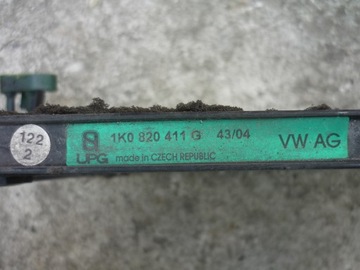 122
2
1K0 820 411 G 43/04
UPG made in CZECH REPUBLIC
VW AG